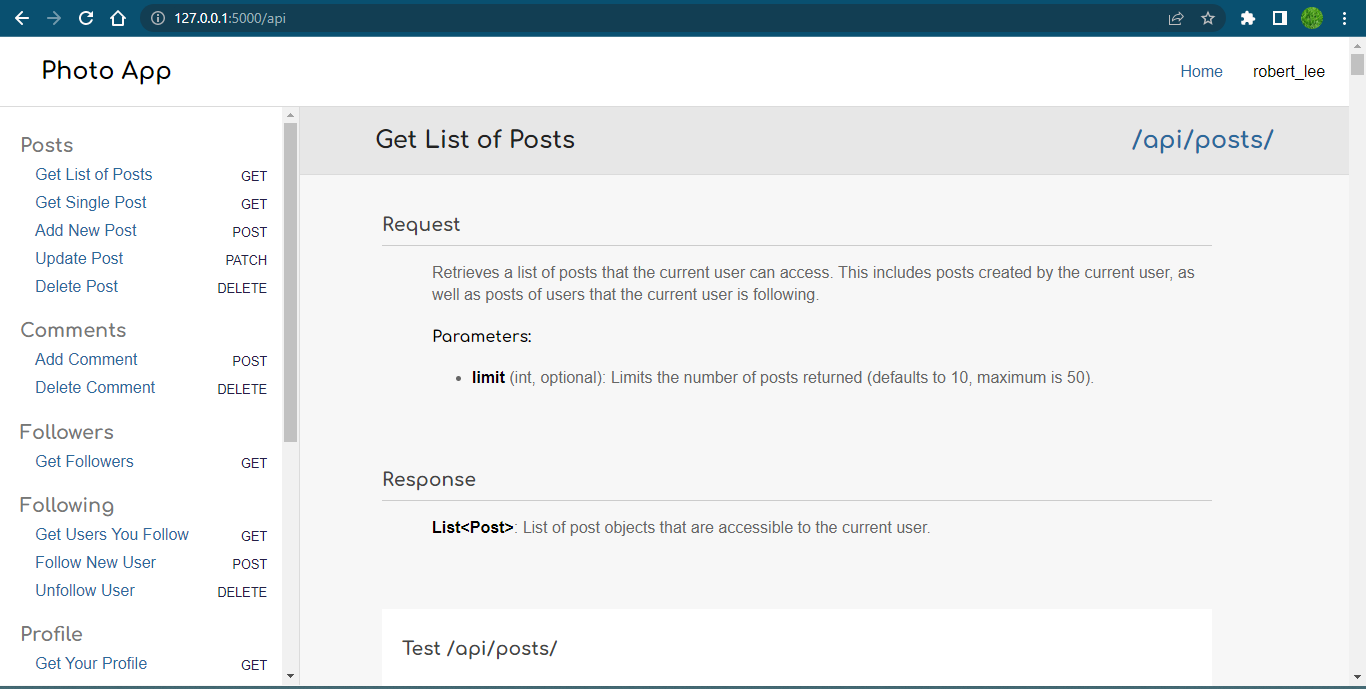 127.0.0.1:5000/api
Photo App
Home robert_lee
Posts
Get List of Posts GET
Get Single Post GET
Add New Post POST
Update Post PATCH
Delete Post DELETE
Comments
Add Comment POST
Delete Comment DELETE
Followers
Get Followers GET
Following
Get Users You Follow GET
Follow New User POST
Unfollow User DELETE
Profile
Get Your Profile GET
Get List of Posts /api/posts/
Request
Retrieves a list of posts that the current user can access. This includes posts created by the current user, as
well as posts of users that the current user is following.
Parameters:
• limit (int, optional): Limits the number of posts returned (defaults to 10, maximum is 50).
Response
List<Post>: List of post objects that are accessible to the current user.
Test /api/posts/